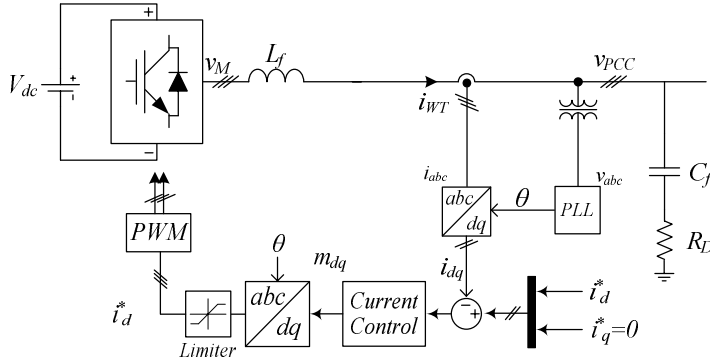 +
V_dc
+
-
−
v_M
L_f
i_WT
v_PCC
i_abc
v_abc
C_f
abc
dq
θ
PLL
R_D
PWM
θ
m_dq
i_dq
i*_d
Limiter
abc
dq
Current
Control
−
+
i*_d
i*_q=0